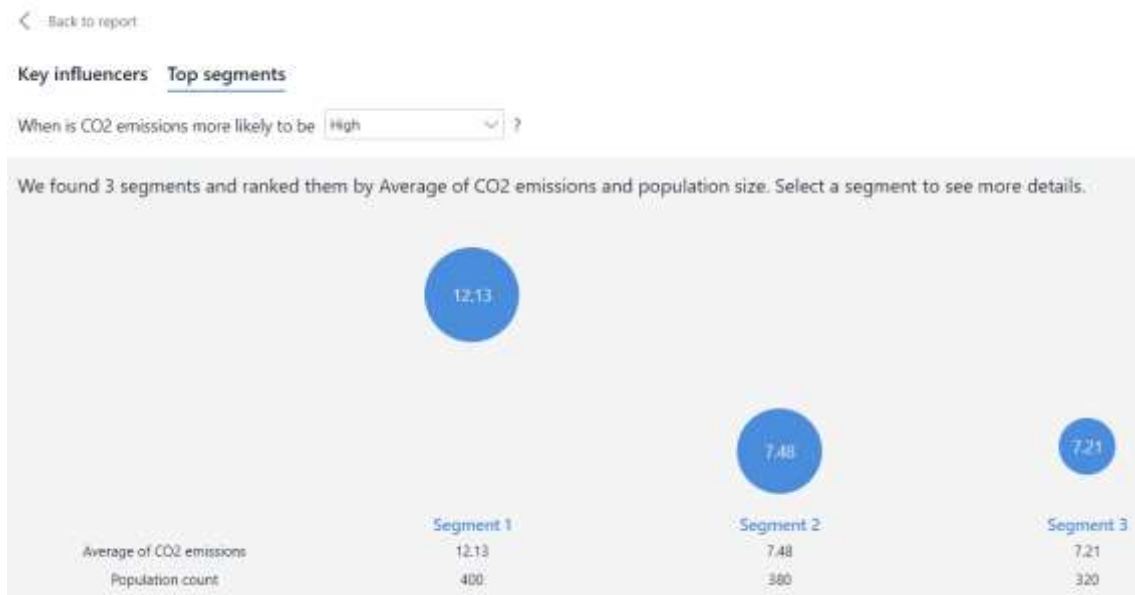 Back to report
Key influencers Top segments
When is CO2 emissions more likely to be High ?
We found 3 segments and ranked them by Average of CO2 emissions and population size. Select a segment to see more details.
12.13
7.48
7.21
Segment 1 Segment 2 Segment 3
Average of CO2 emissions 12.13 7.48 7.21
Population count 400 380 320